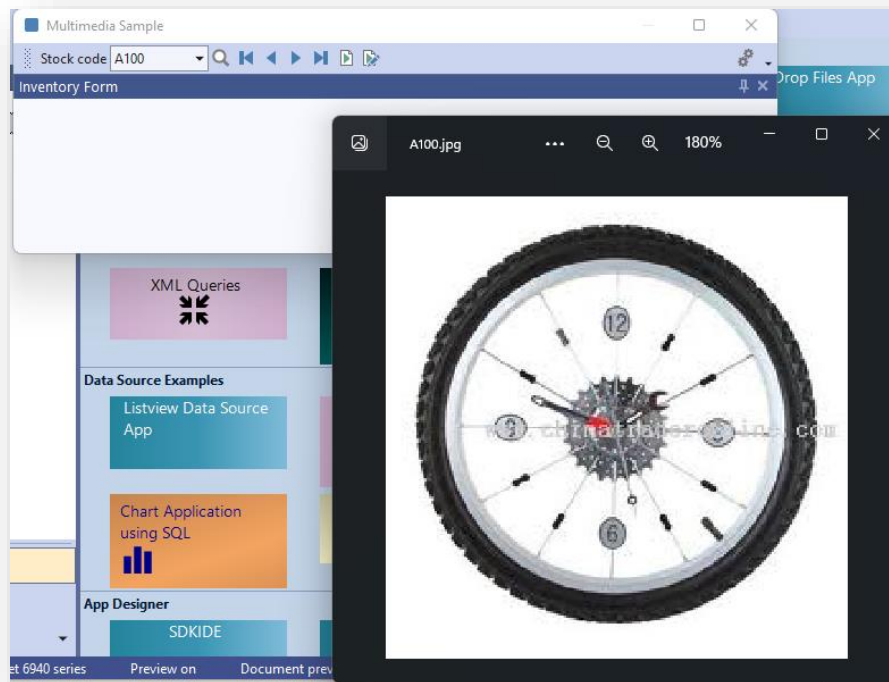 Multimedia Sample
Stock code A100
Inventory Form
Drop Files App
A100.jpg
180%
12
9
6
XML Queries
Data Source Examples
Listview Data Source
App
Chart Application
using SQL
App Designer
SDKIDE
et 6940 series Preview on Document prev